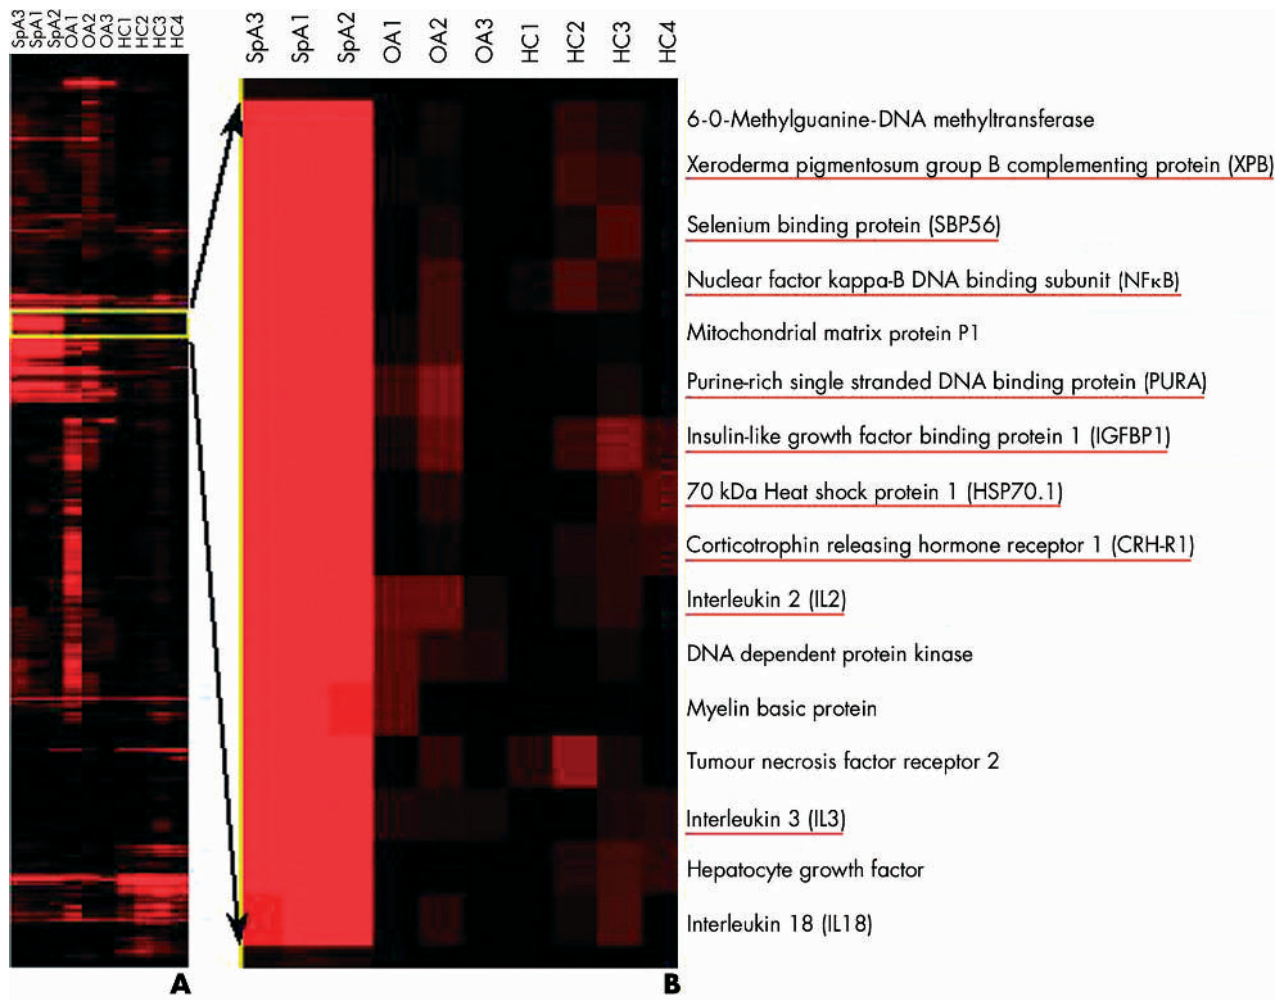 SpA3 SpA1 SpA2 OA1 OA2 OA3 HC1 HC2 HC3 HC4
SpA3 SpA1 SpA2 OA1 OA2 OA3 HC1 HC2 HC3 HC4
6-0-Methylguanine-DNA methyltransferase
Xeroderma pigmentosum group B complementing protein (XPB)
Selenium binding protein (SBP56)
Nuclear factor kappa-B DNA binding subunit (NFκB)
Mitochondrial matrix protein P1
Purine-rich single stranded DNA binding protein (PURA)
Insulin-like growth factor binding protein 1 (IGFBP1)
70 kDa Heat shock protein 1 (HSP70.1)
Corticotrophin releasing hormone receptor 1 (CRH-R1)
Interleukin 2 (IL2)
DNA dependent protein kinase
Myelin basic protein
Tumour necrosis factor receptor 2
Interleukin 3 (IL3)
Hepatocyte growth factor
Interleukin 18 (IL18)
A
B